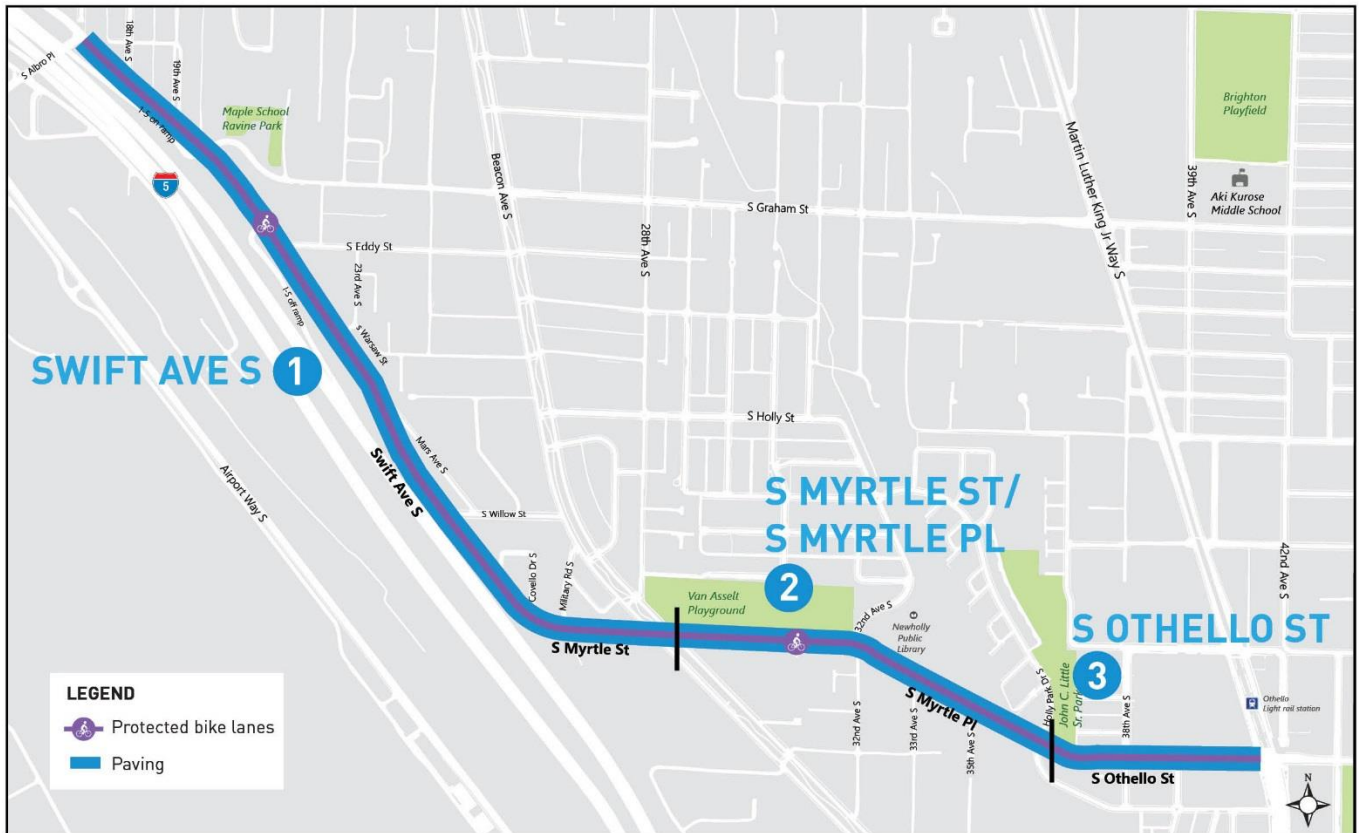 S Albro Pl
18th Ave S
19th Ave S
I-5 on ramp
Maple School
Ravine Park
5
Beacon Ave S
Brighton
Playfield
Martin Luther King Jr Way S
39th Ave S
Aki Kurose
Middle School
S Graham St
28th Ave S
S Eddy St
23rd Ave S
I-5 off ramp
s Warsaw St
SWIFT AVE S 1
S Holly St
Mars Ave S
Swift Ave S
Airport Way S
S Willow St
S MYRTLE ST/
S MYRTLE PL
2
Covello Dr S
Military Rd S
Van Asselt
Playground
32nd Ave S
Newholly
Public
Library
42nd Ave S
S OTHELLO ST
3
S Myrtle St
S Myrtle Pl
Holly Park Dr S
John C. Little
Sr. Park
38th Ave S
Othello
Light rail station
32nd Ave S
33rd Ave S
35th Ave S
S Othello St
N
LEGEND
Protected bike lanes
Paving